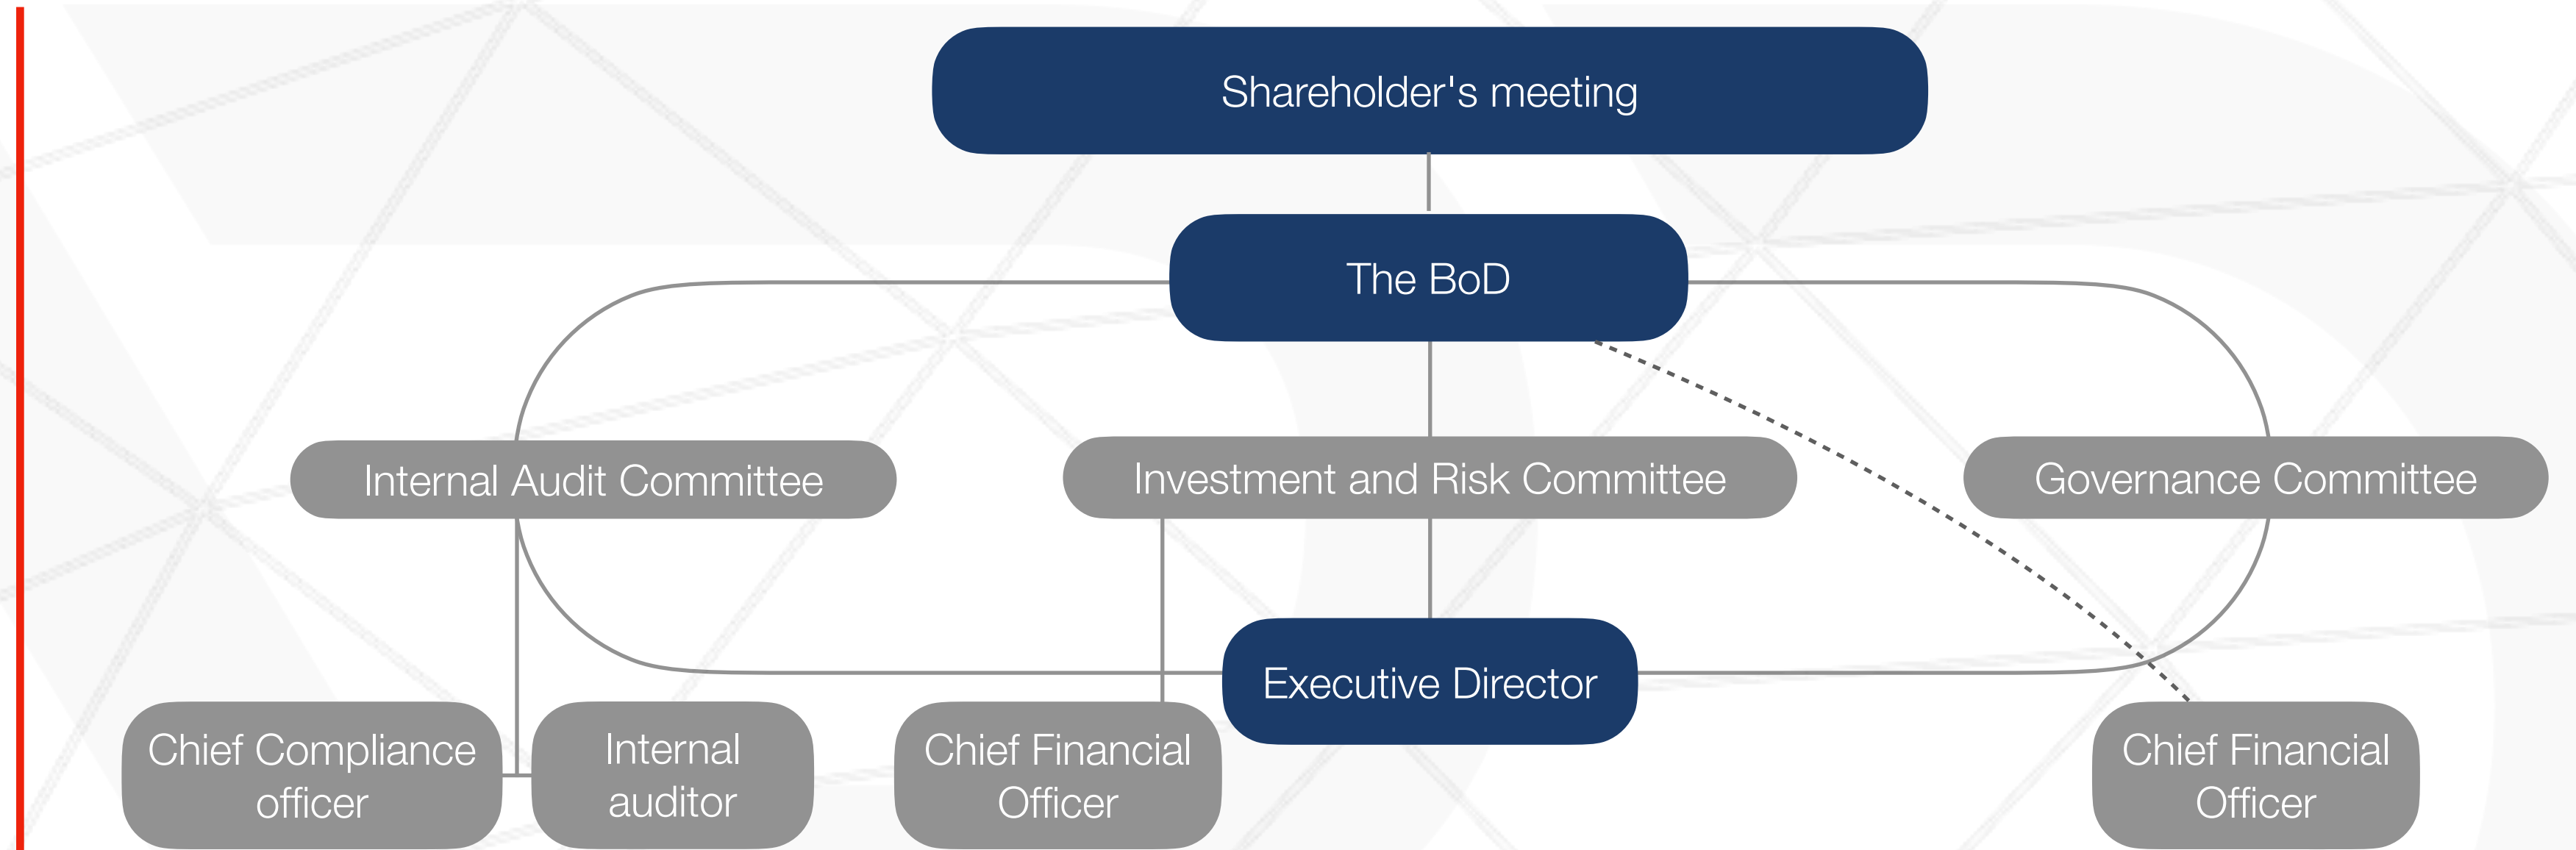 Shareholder's meeting
The BoD
Internal Audit Committee
Investment and Risk Committee
Governance Committee
Executive Director
Chief Compliance
officer
Internal
auditor
Chief Financial
Officer
Chief Financial
Officer